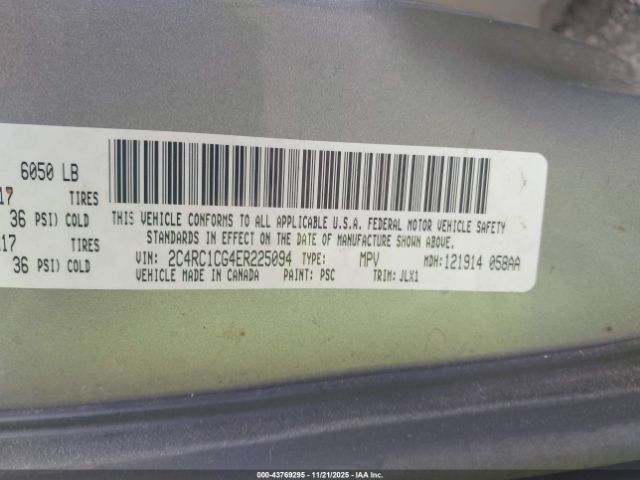 6050 LB
17 TIRES
36 PSI) COLD
17 TIRES
36 PSI) COLD
THIS VEHICLE CONFORMS TO ALL APPLICABLE U.S.A. FEDERAL MOTOR VEHICLE SAFETY
STANDARDS IN EFFECT ON THE DATE OF MANUFACTURE SHOWN ABOVE.
VIN: 2C4RC1CG4ER225094 TYPE: MPV MDH: 121914 058AA
VEHICLE MADE IN CANADA PAINT: PSC TRIM: JLX1
000-43769295 - 11/21/2025 - IAAI.COM